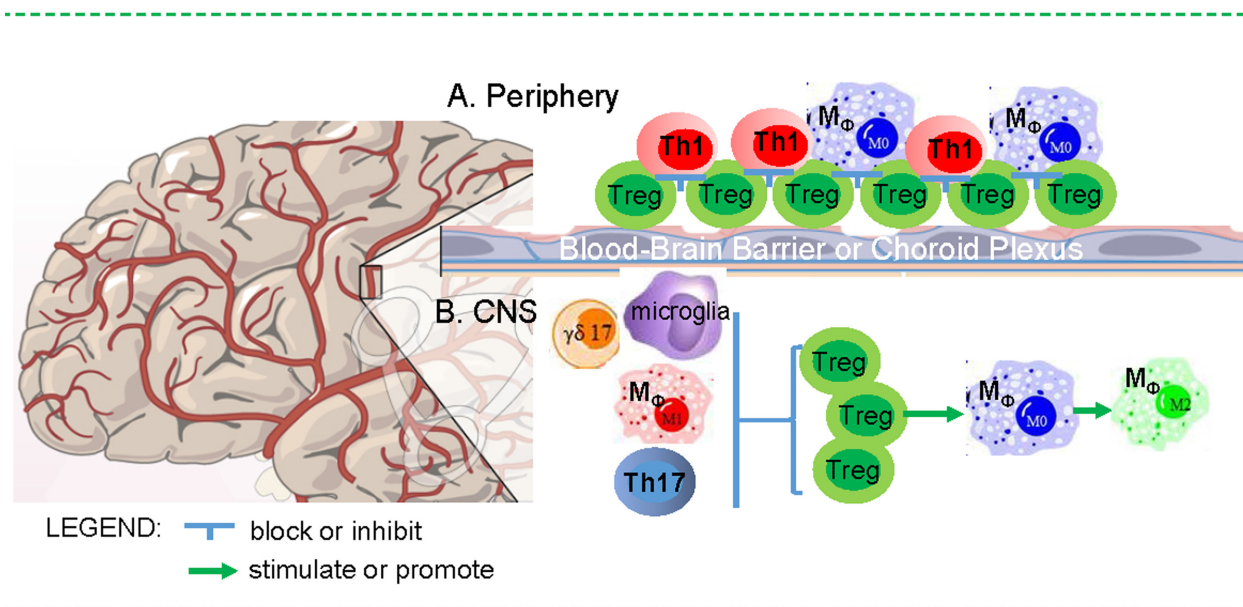 A. Periphery
Th1
Th1
MΦ
M0
Th1
MΦ
M0
Treg
Treg
Treg
Treg
Treg
Treg
Blood-Brain Barrier or Choroid Plexus
B. CNS
γδ 17
microglia
MΦ
M1
Th17
Treg
Treg
Treg
MΦ
M0
MΦ
M2
LEGEND:
block or inhibit
stimulate or promote